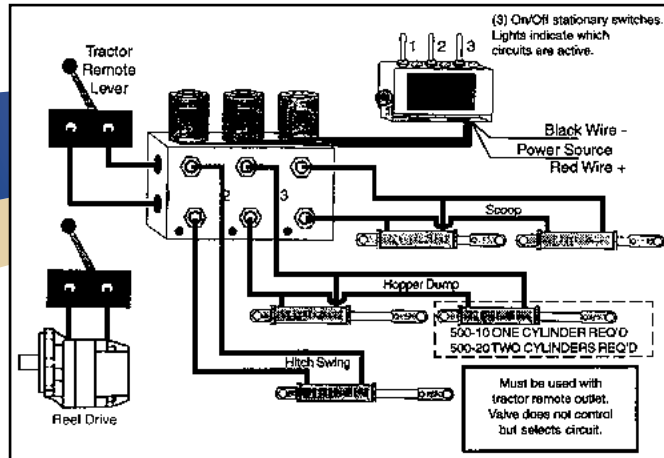 (3) On/Off stationary switches.
Lights indicate which
circuits are active.
1 2 3
Tractor
Remote
Lever
Black Wire -
Power Source
Red Wire +
2 3
Scoop
Hopper Dump
500-10 ONE CYLINDER REQ'D
500-20 TWO CYLINDERS REQ'D
Hitch Swing
Must be used with
tractor remote outlet.
Valve does not control
but selects circuit.
Reel Drive